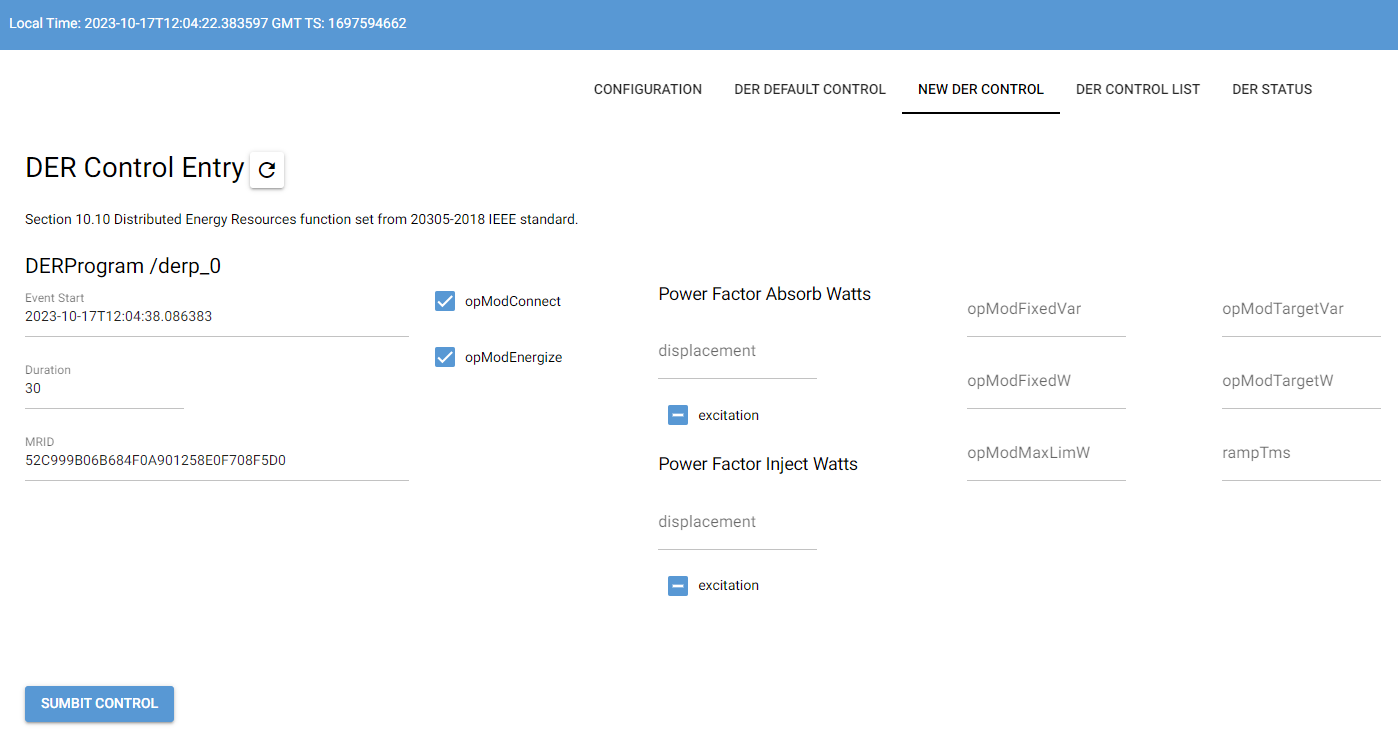 Local Time: 2023-10-17T12:04:22.383597 GMT TS: 1697594662
CONFIGURATION
DER DEFAULT CONTROL
NEW DER CONTROL
DER CONTROL LIST
DER STATUS
DER Control Entry
Section 10.10 Distributed Energy Resources function set from 20305-2018 IEEE standard.
DERProgram /derp_0
Event Start
2023-10-17T12:04:38.086383
Duration
30
MRID
52C999B06B684F0A901258E0F708F5D0
opModConnect
opModEnergize
Power Factor Absorb Watts
displacement
excitation
Power Factor Inject Watts
displacement
excitation
opModFixedVar
opModFixedW
opModMaxLimW
opModTargetVar
opModTargetW
rampTms
SUMBIT CONTROL